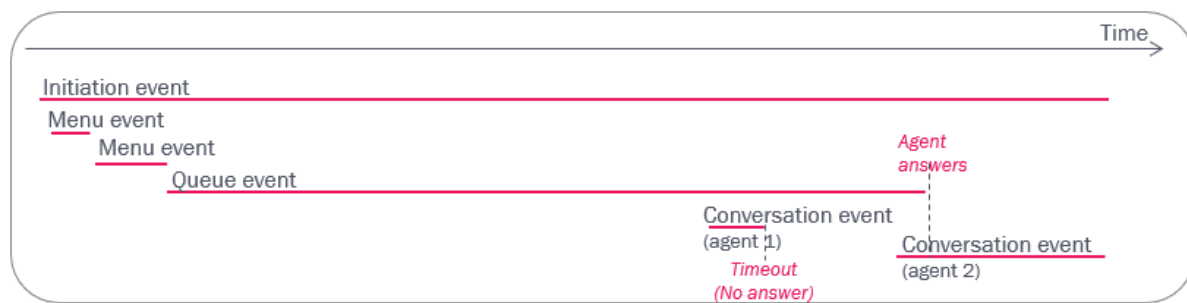 Time
Initiation event
Menu event
Menu event
Agent
answers
Queue event
Conversation event
(agent 1)
Timeout
(No answer)
Conversation event
(agent 2)